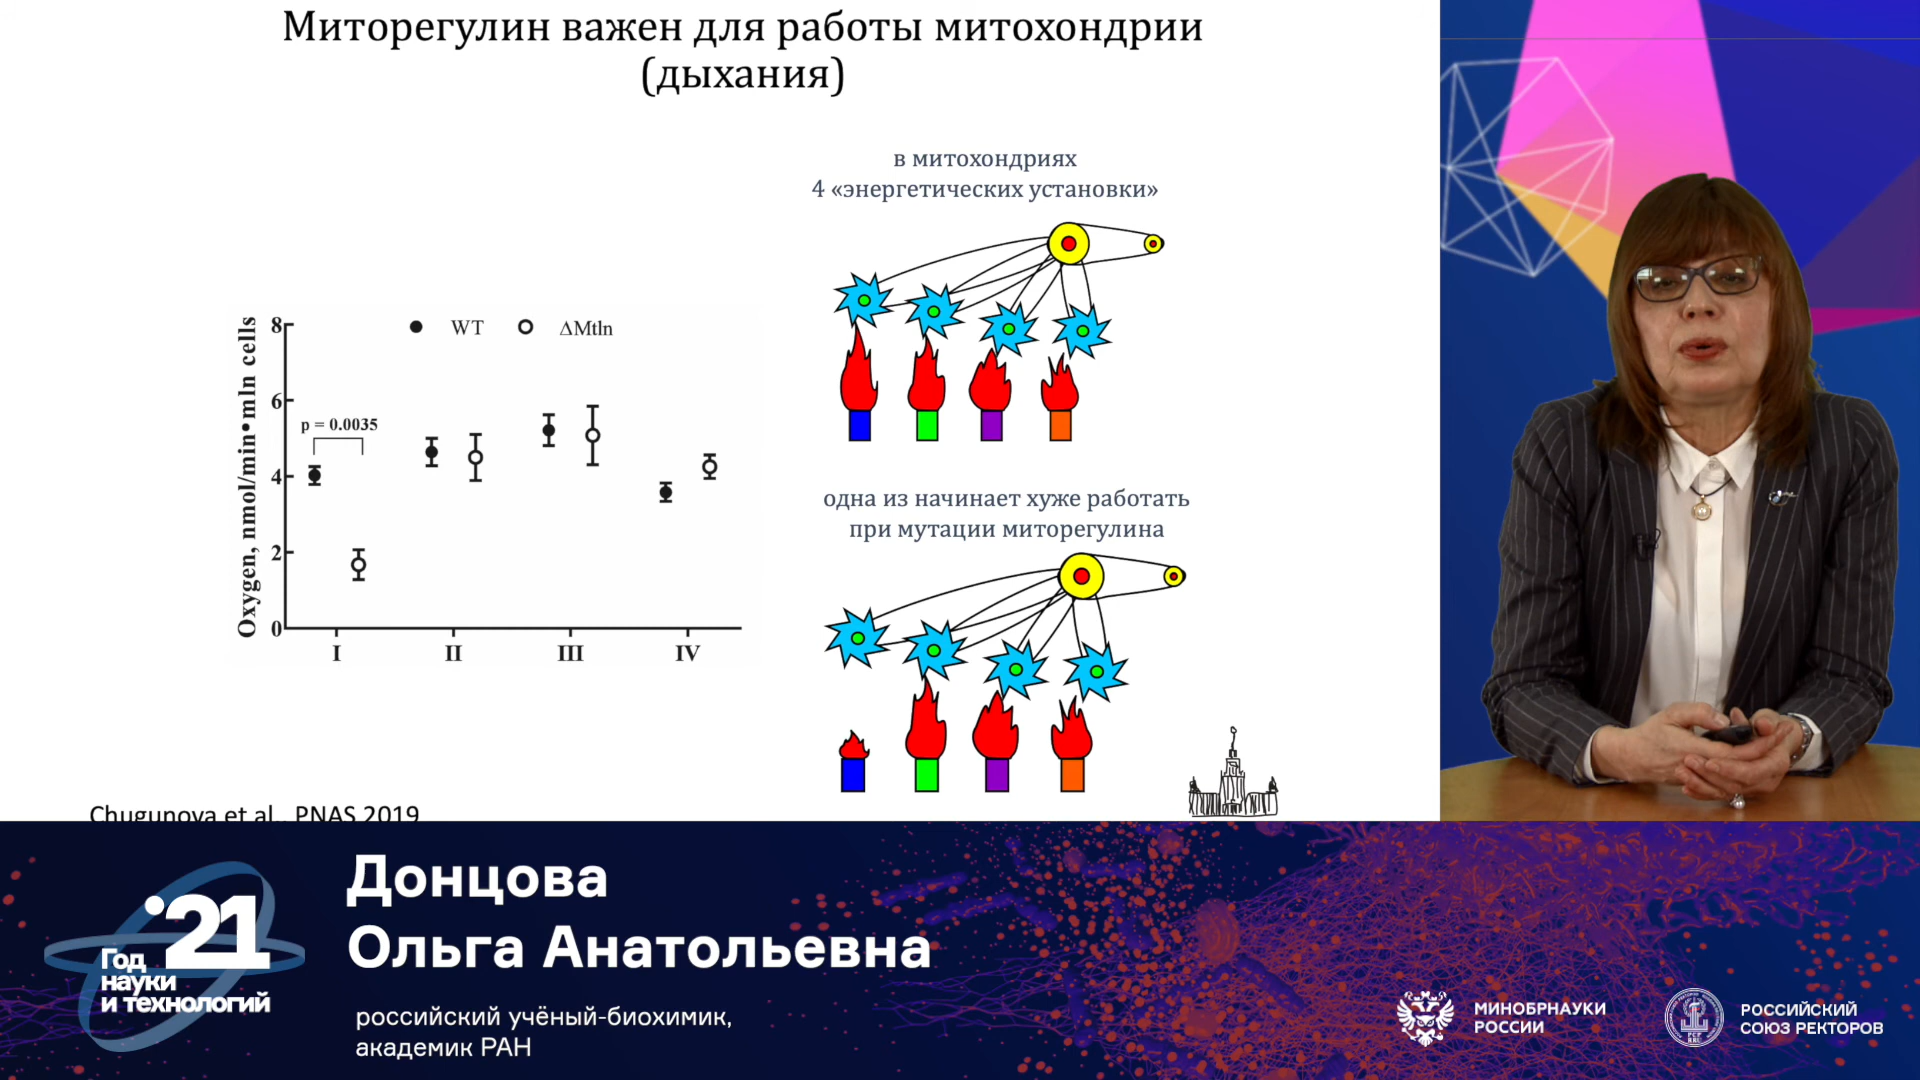 Миторегулин важен для работы митохондрии
(дыхания)
в митохондриях
4 «энергетических установки»
Oxygen, nmol/min•mln cells
8
6
4
2
0
WT
ΔMtln
p = 0.0035
I
II
III
IV
одна из начинает хуже работать
при мутации миторегулина
Chugunova et al., PNAS 2019
'21
Год
науки
и технологий
Донцова
Ольга Анатольевна
российский учёный-биохимик,
академик РАН
МИНОБРНАУКИ
РОССИИ
РОССИЙСКИЙ
СОЮЗ РЕКТОРОВ